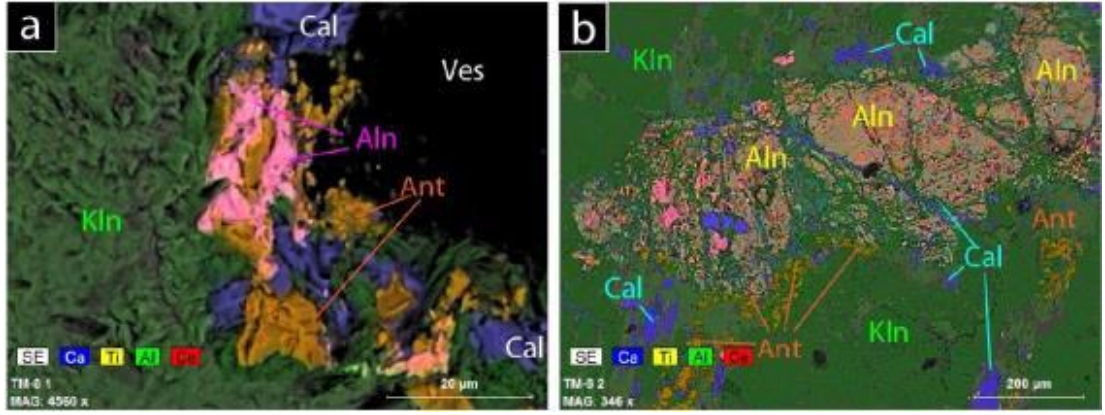 a
Cal
Ves
Aln
Ant
Kln
Cal
SE Ca Ti Al Ce
TM-8 1
MAG: 4560 x
20 µm
b
Cal
Kln
Aln
Aln
Aln
Ant
Cal
Cal
Kln
Ant
SE Ca Ti Al Ce
TM-8 2
MAG: 346 x
200 µm